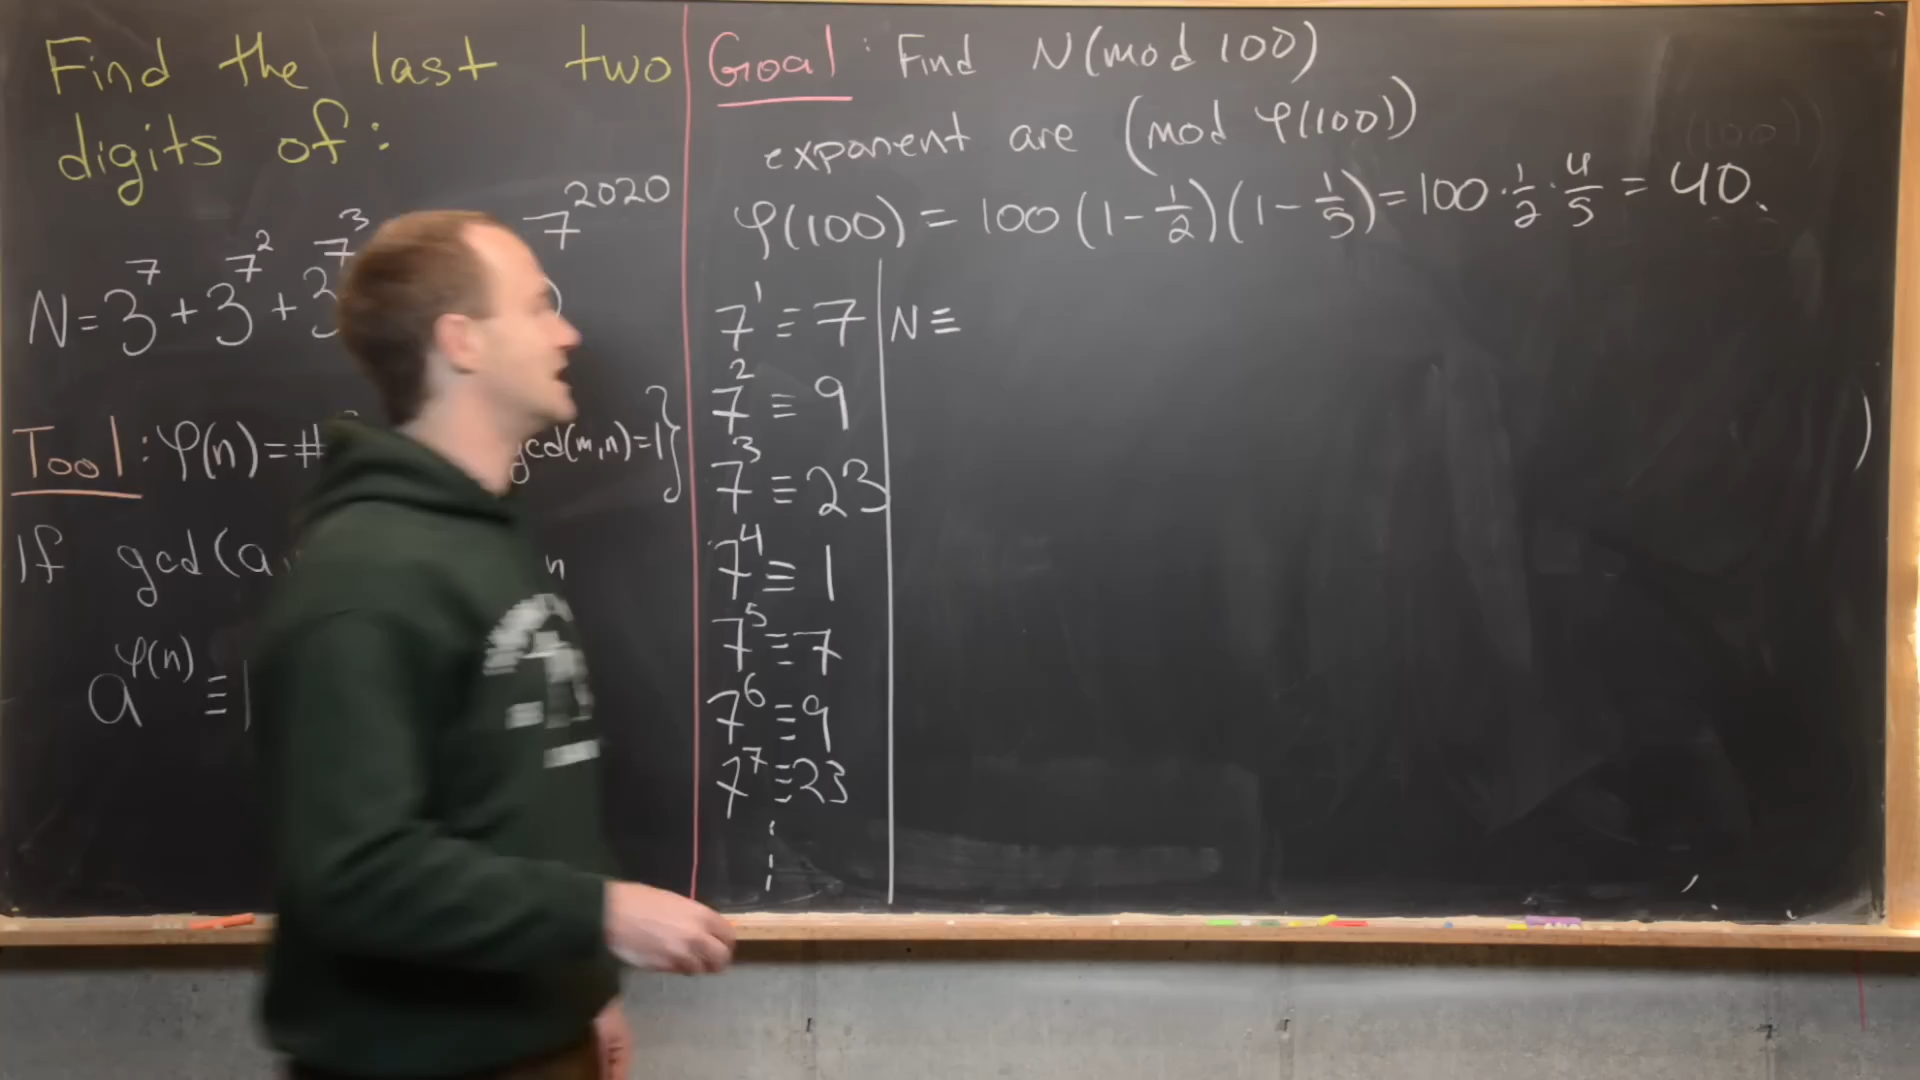 Find the last two
digits of:
N=3^7+3^{7^2}+3^{7^3} 7^{2020}
Tool: φ(n)=# gcd(m,n)=1}
If gcd(a, n
a^{φ(n)}≡1
Goal: Find N(mod 100)
exponent are (mod φ(100))
φ(100) = 100(1-1/2)(1-1/5)=100·1/2·4/5=40.
7^1≡7
7^2≡9
7^3≡23
7^4≡1
7^5≡7
7^6≡9
7^7≡23
N≡